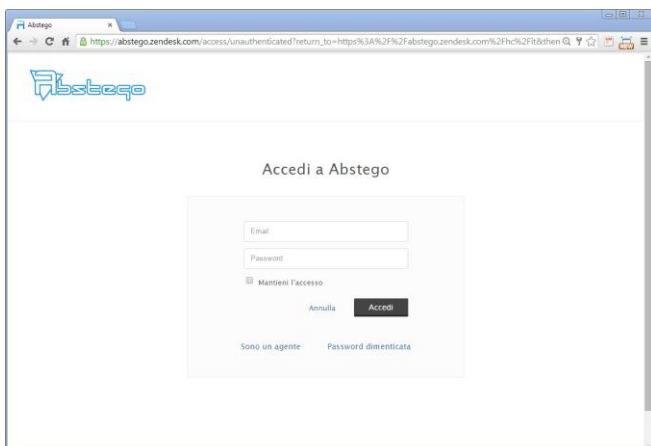 Abstego
https://abstego.zendesk.com/access/unauthenticated?return_to=https%3A%2F%2Fabstego.zendesk.com%2Fhc%2Fit&then
Abstego
Accedi a Abstego
Email
Password
Mantieni l'accesso
Annulla Accedi
Sono un agente Password dimenticata